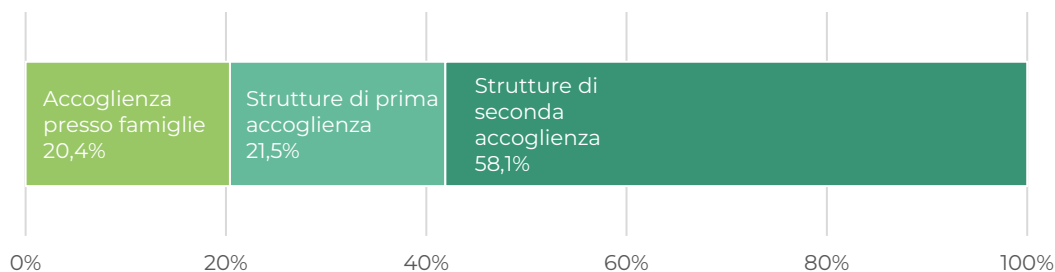 Accoglienza
presso famiglie
20,4%
Strutture di prima
accoglienza
21,5%
Strutture di
seconda
accoglienza
58,1%
0%
20%
40%
60%
80%
100%